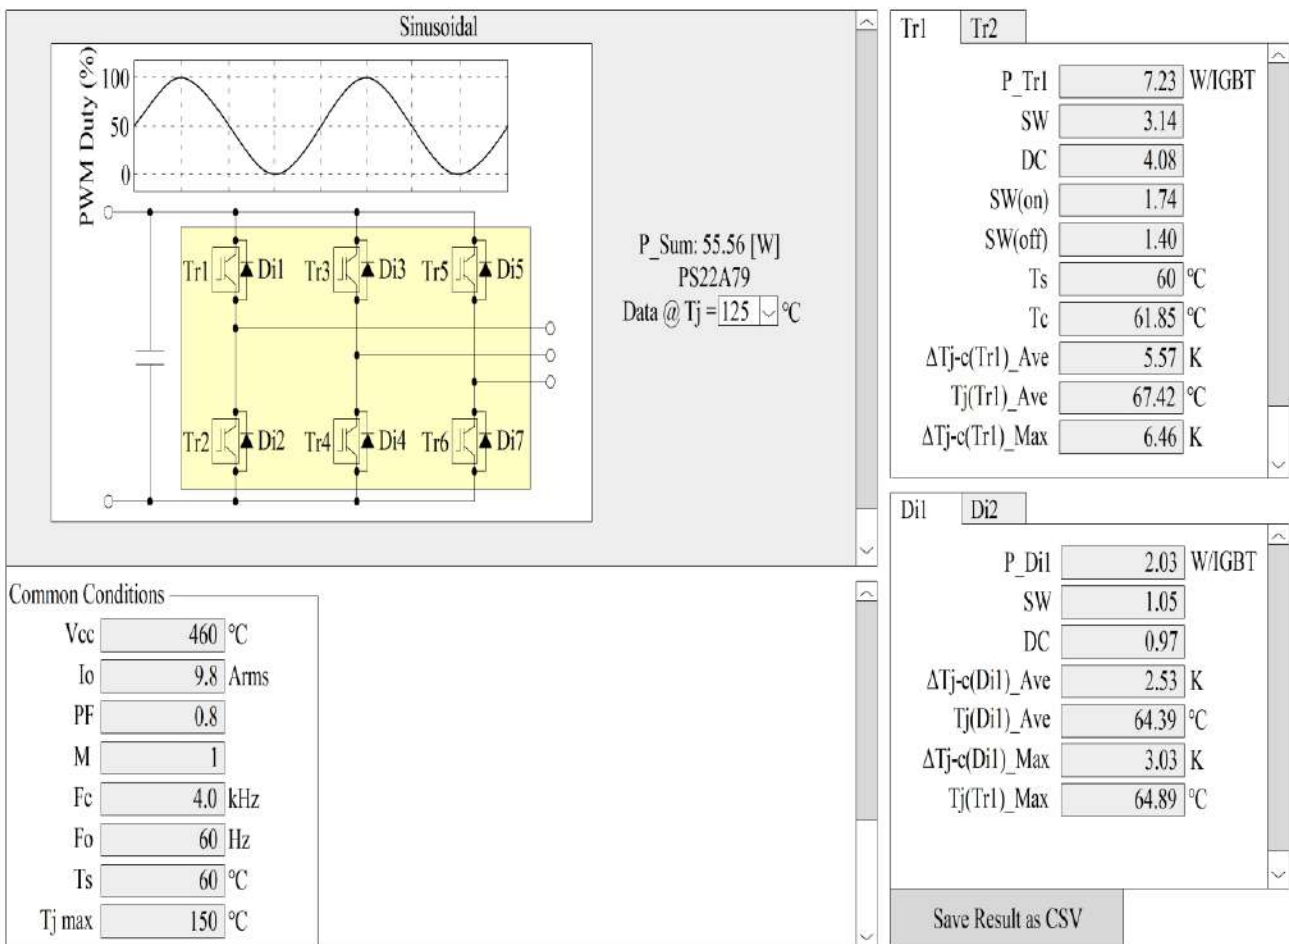 Sinusoidal
PWM Duty (%)
100
50
0
Tr1 Di1 Tr3 Di3 Tr5 Di5
Tr2 Di2 Tr4 Di4 Tr6 Di7
P_Sum: 55.56 [W]
PS22A79
Data @ Tj = 125 °C
Common Conditions
Vcc 460 °C
Io 9.8 Arms
PF 0.8
M 1
Fc 4.0 kHz
Fo 60 Hz
Ts 60 °C
Tj max 150 °C
Tr1 Tr2
P_Tr1 7.23 W/IGBT
SW 3.14
DC 4.08
SW(on) 1.74
SW(off) 1.40
Ts 60 °C
Tc 61.85 °C
ΔTj-c(Tr1)_Ave 5.57 K
Tj(Tr1)_Ave 67.42 °C
ΔTj-c(Tr1)_Max 6.46 K
Di1 Di2
P_Di1 2.03 W/IGBT
SW 1.05
DC 0.97
ΔTj-c(Di1)_Ave 2.53 K
Tj(Di1)_Ave 64.39 °C
ΔTj-c(Di1)_Max 3.03 K
Tj(Tr1)_Max 64.89 °C
Save Result as CSV